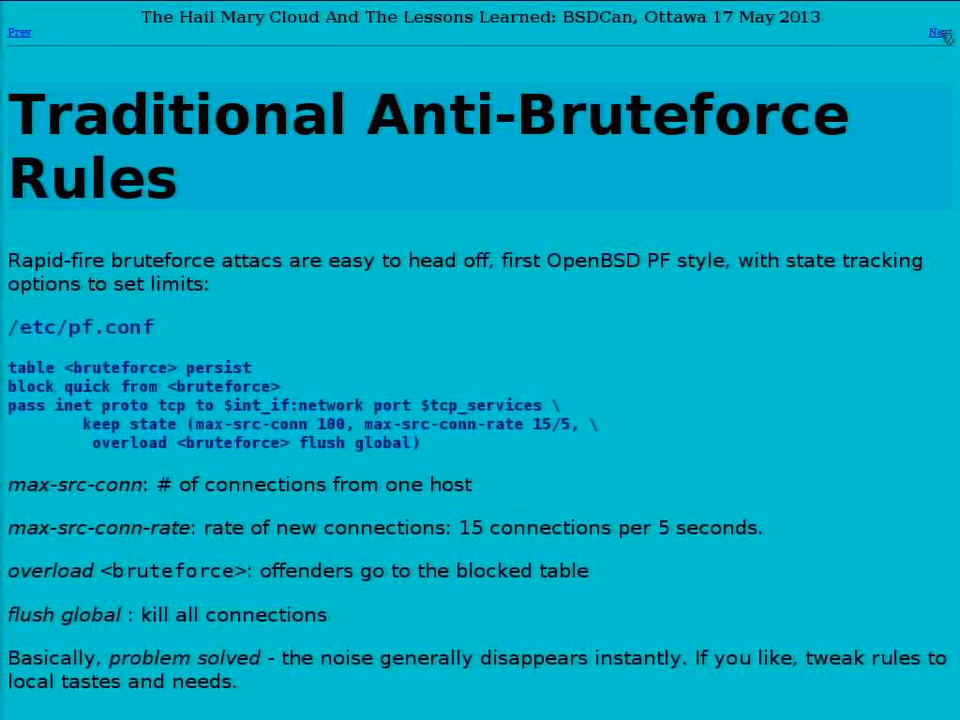 The Hail Mary Cloud And The Lessons Learned: BSDCan, Ottawa 17 May 2013
Prev
Next
Traditional Anti-Bruteforce
Rules
Rapid-fire bruteforce attacs are easy to head off, first OpenBSD PF style, with state tracking
options to set limits:
/etc/pf.conf
table <bruteforce> persist
block quick from <bruteforce>
pass inet proto tcp to $int_if:network port $tcp_services \
keep state (max-src-conn 100, max-src-conn-rate 15/5, \
overload <bruteforce> flush global)
max-src-conn: # of connections from one host
max-src-conn-rate: rate of new connections: 15 connections per 5 seconds.
overload <bruteforce>: offenders go to the blocked table
flush global : kill all connections
Basically, problem solved - the noise generally disappears instantly. If you like, tweak rules to
local tastes and needs.